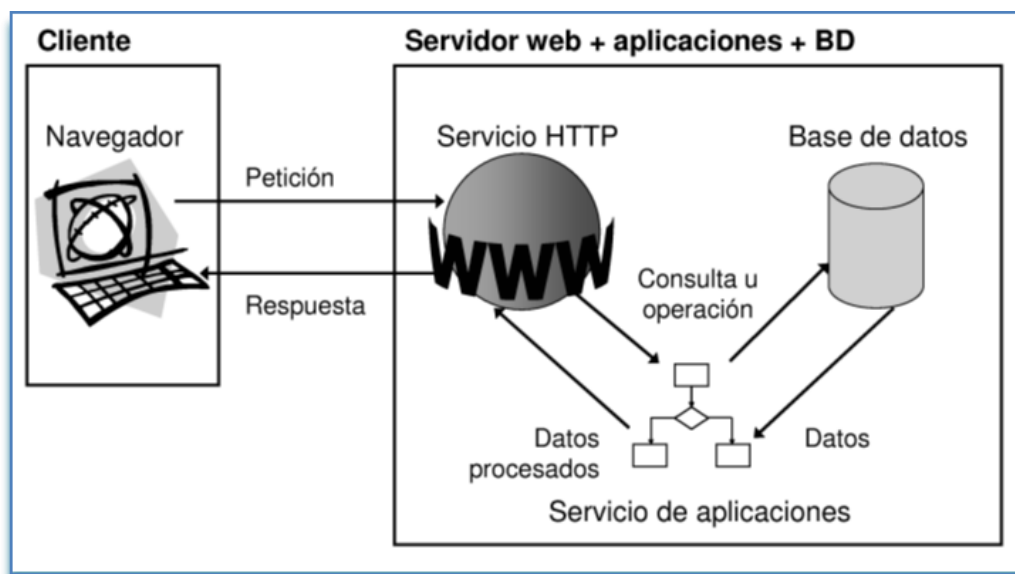 Cliente
Servidor web + aplicaciones + BD
Navegador
Servicio HTTP
Base de datos
Petición
WWW
Respuesta
Consulta u
operación
Datos
procesados
Datos
Servicio de aplicaciones